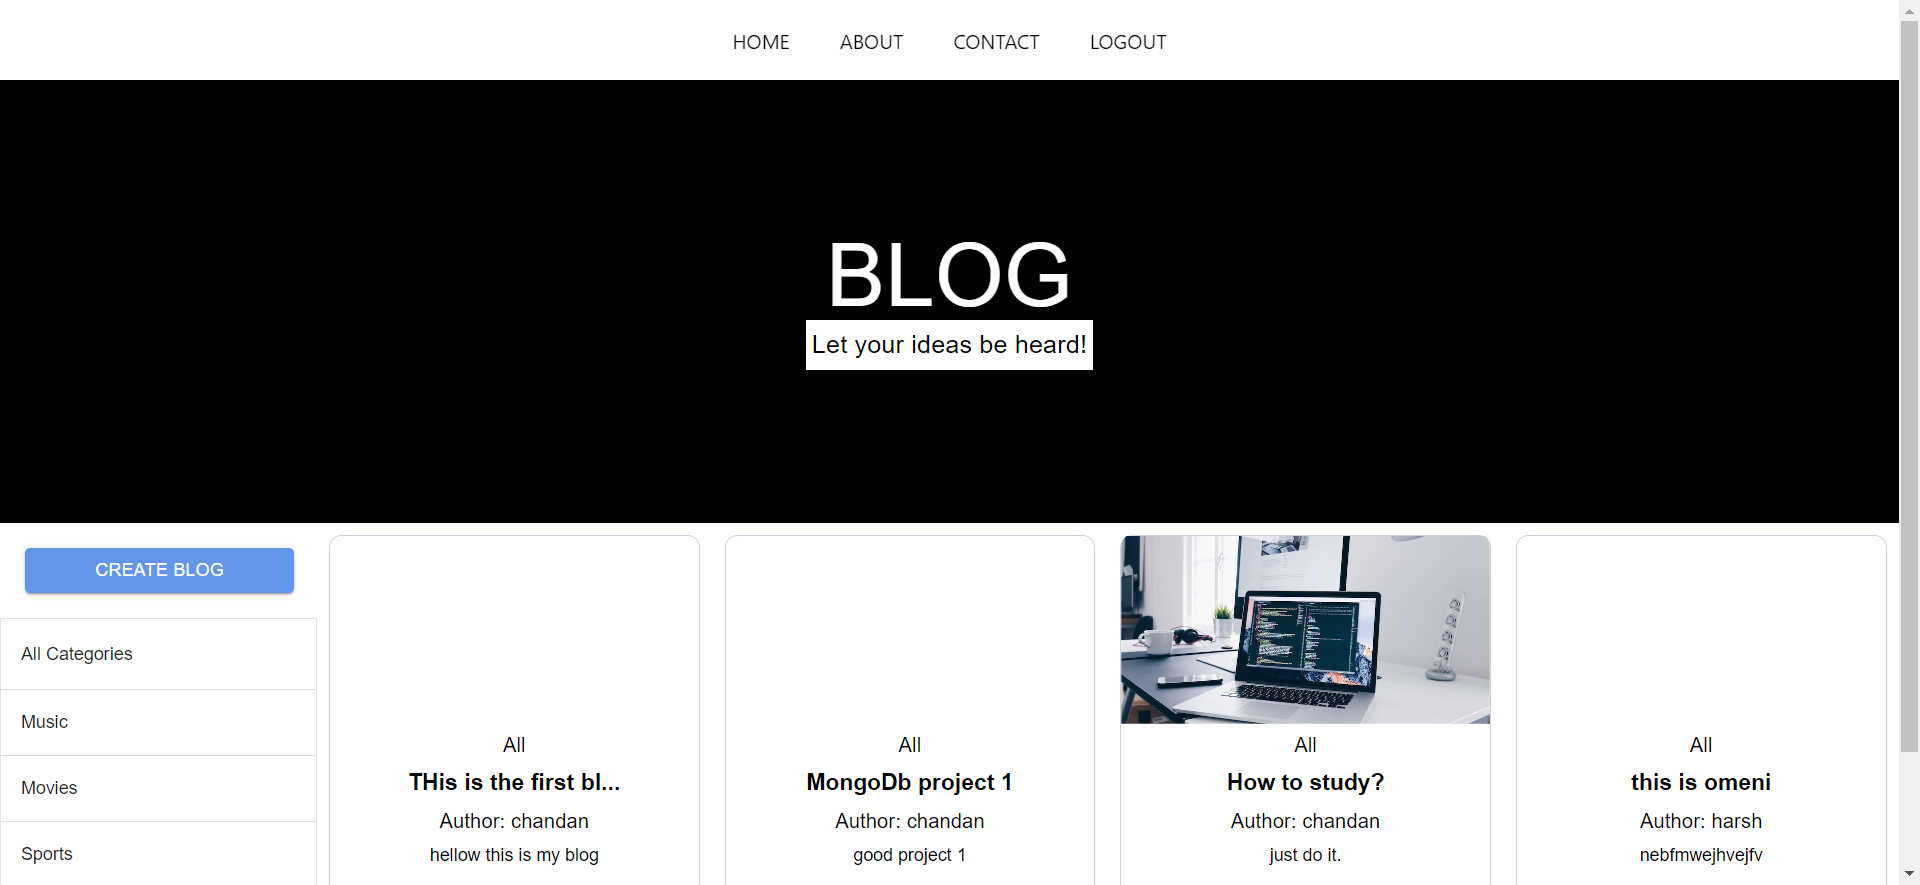 HOME ABOUT CONTACT LOGOUT
BLOG
Let your ideas be heard!
CREATE BLOG
All Categories
Music
Movies
Sports
All
THis is the first bl...
Author: chandan
hellow this is my blog
All
MongoDb project 1
Author: chandan
good project 1
All
How to study?
Author: chandan
just do it.
All
this is omeni
Author: harsh
nebfmwejhvejfv